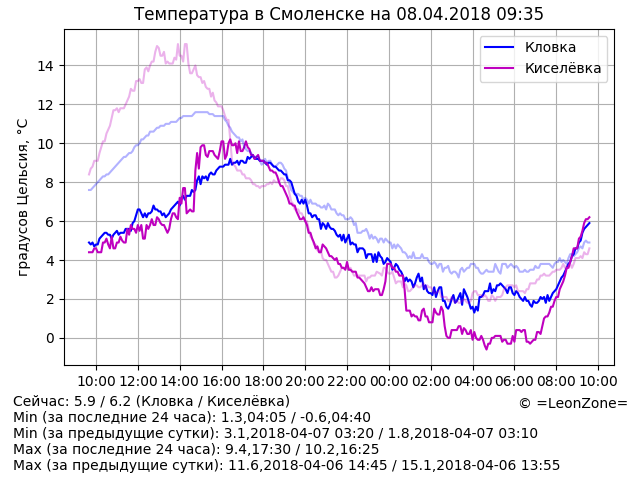 Температура в Смоленске на 08.04.2018 09:35
Кловка
Киселёвка
градусов Цельсия, °C
14
12
10
8
6
4
2
0
10:00 12:00 14:00 16:00 18:00 20:00 22:00 00:00 02:00 04:00 06:00 08:00 10:00
Сейчас: 5.9 / 6.2 (Кловка / Киселёвка)
© =LeonZone=
Min (за последние 24 часа): 1.3,04:05 / -0.6,04:40
Min (за предыдущие сутки): 3.1,2018-04-07 03:20 / 1.8,2018-04-07 03:10
Max (за последние 24 часа): 9.4,17:30 / 10.2,16:25
Max (за предыдущие сутки): 11.6,2018-04-06 14:45 / 15.1,2018-04-06 13:55